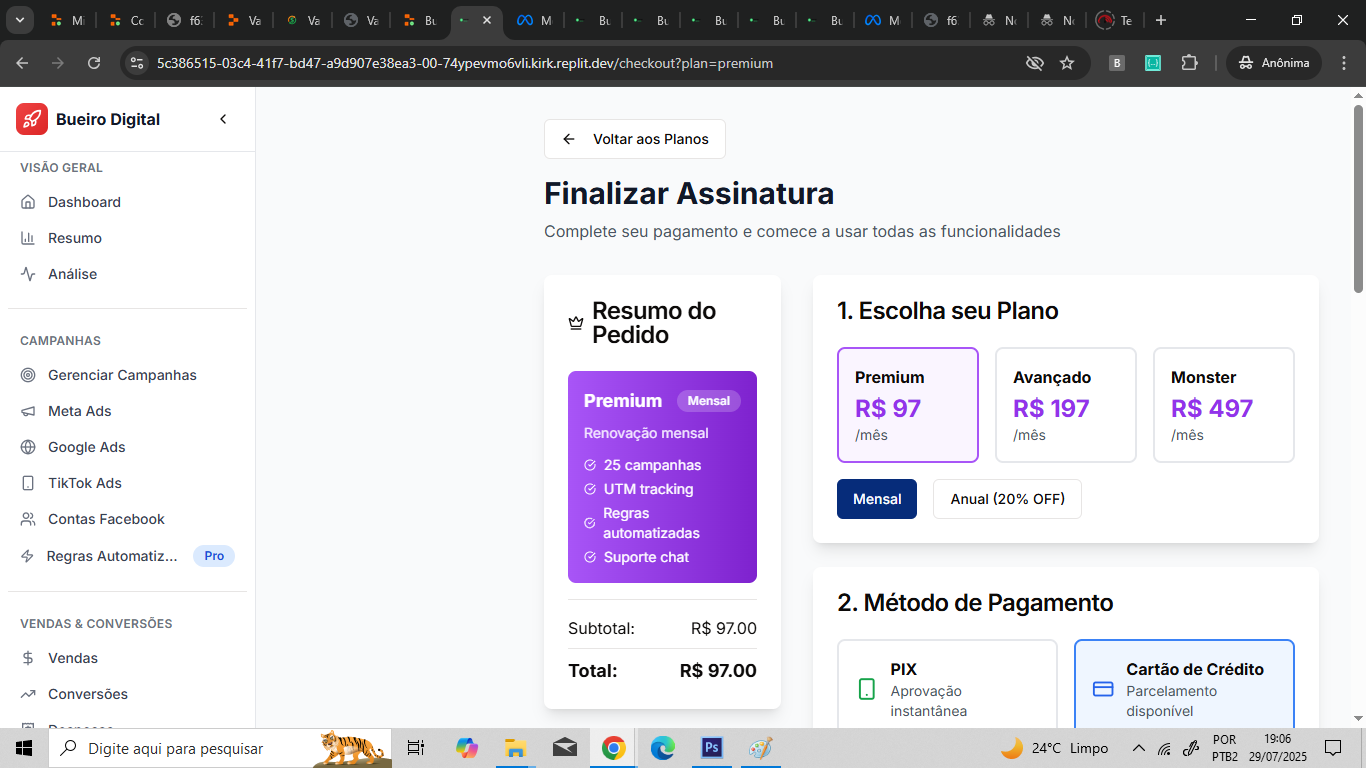 Mi
Co
f6
Va
Va
Va
Bu
Me
Bu
Bu
Bu
Bu
Bu
Me
f6
No
No
Te
5c386515-03c4-41f7-bd47-a9d907e38ea3-00-74ypevmo6vli.kirk.replit.dev/checkout?plan=premium
B
Anônima
Bueiro Digital
VISÃO GERAL
Dashboard
Resumo
Análise
CAMPANHAS
Gerenciar Campanhas
Meta Ads
Google Ads
TikTok Ads
Contas Facebook
Regras Automatiz... Pro
VENDAS & CONVERSÕES
Vendas
Conversões
Voltar aos Planos
Finalizar Assinatura
Complete seu pagamento e comece a usar todas as funcionalidades
Resumo do
Pedido
Premium Mensal
Renovação mensal
25 campanhas
UTM tracking
Regras
automatizadas
Suporte chat
Subtotal: R$ 97.00
Total: R$ 97.00
1. Escolha seu Plano
Premium
R$ 97
/mês
Avançado
R$ 197
/mês
Monster
R$ 497
/mês
Mensal
Anual (20% OFF)
2. Método de Pagamento
PIX
Aprovação
instantânea
Cartão de Crédito
Parcelamento
disponível
Digite aqui para pesquisar
Ps
24°C Limpo
POR
PTB2
19:06
29/07/2025